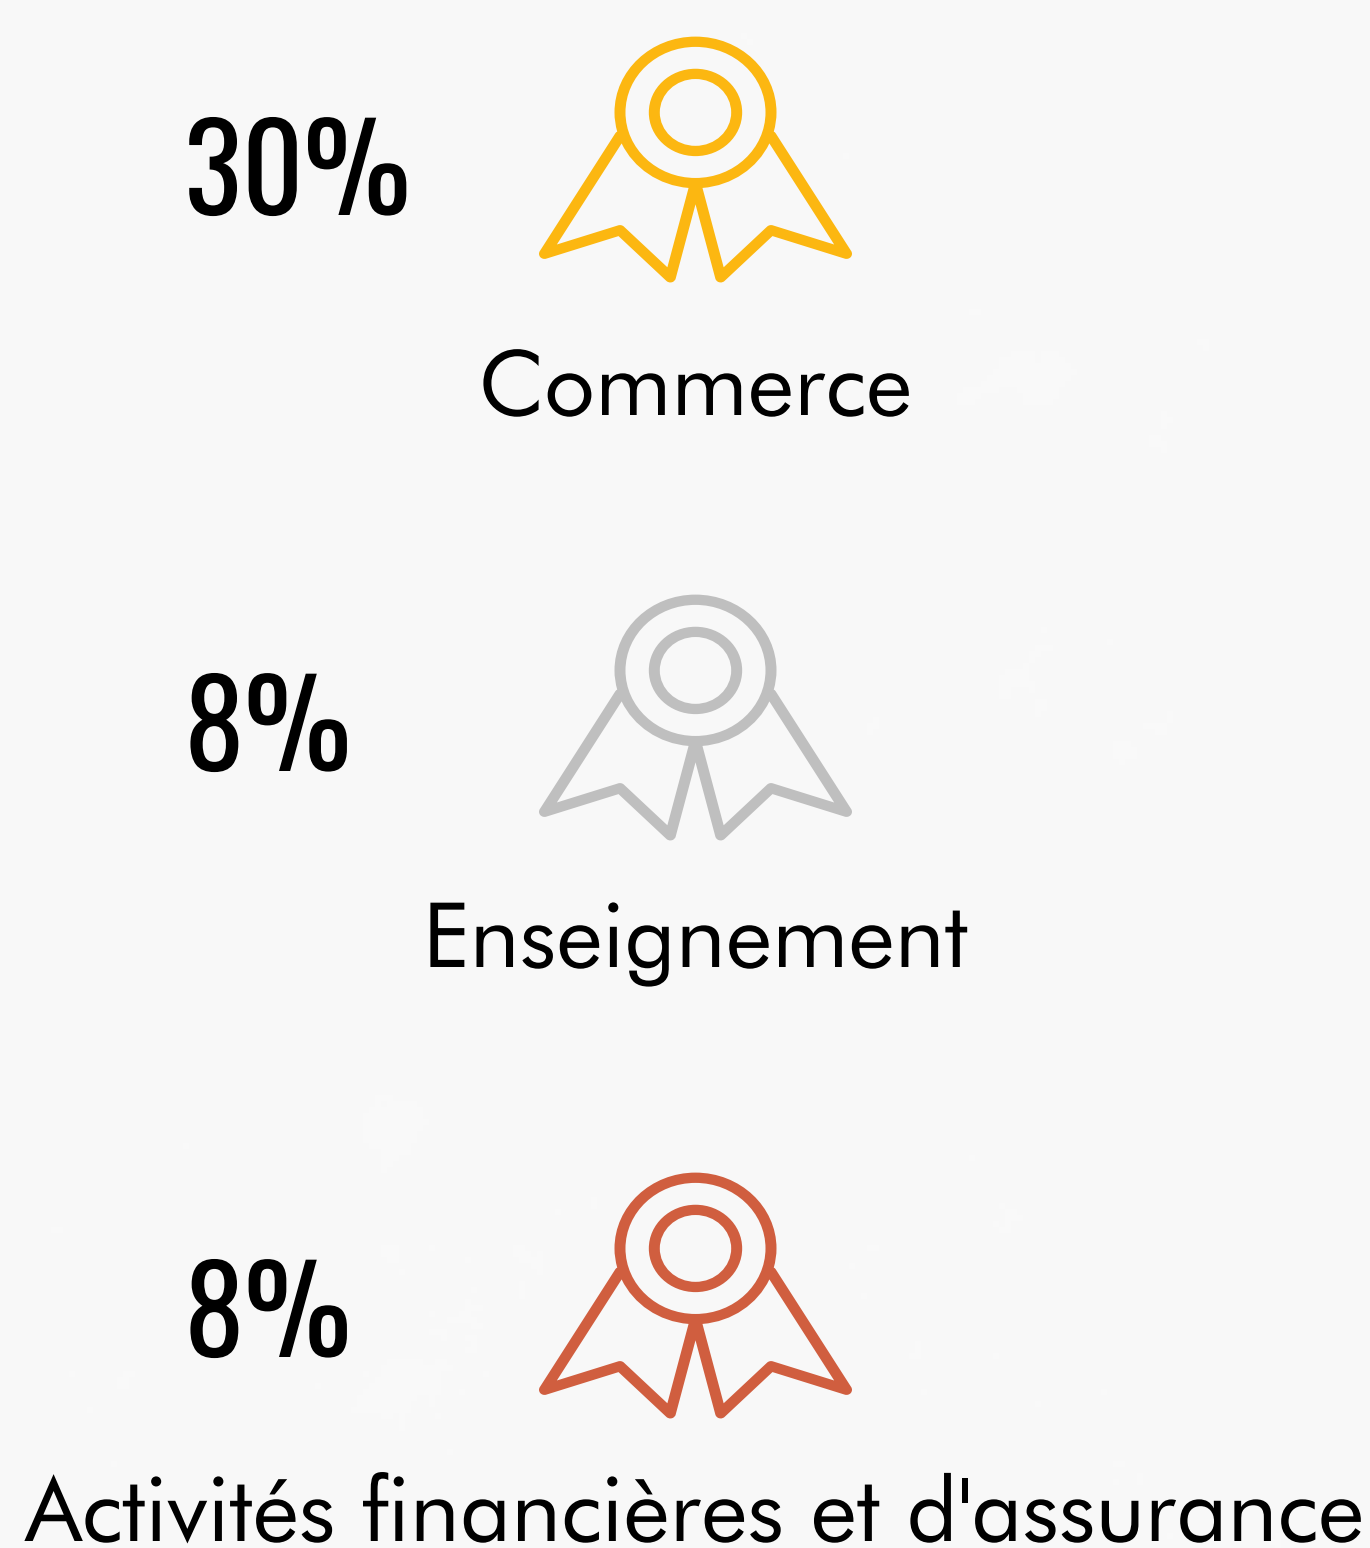 30%
Commerce
8%
Enseignement
8%
Activités financières et d'assurance